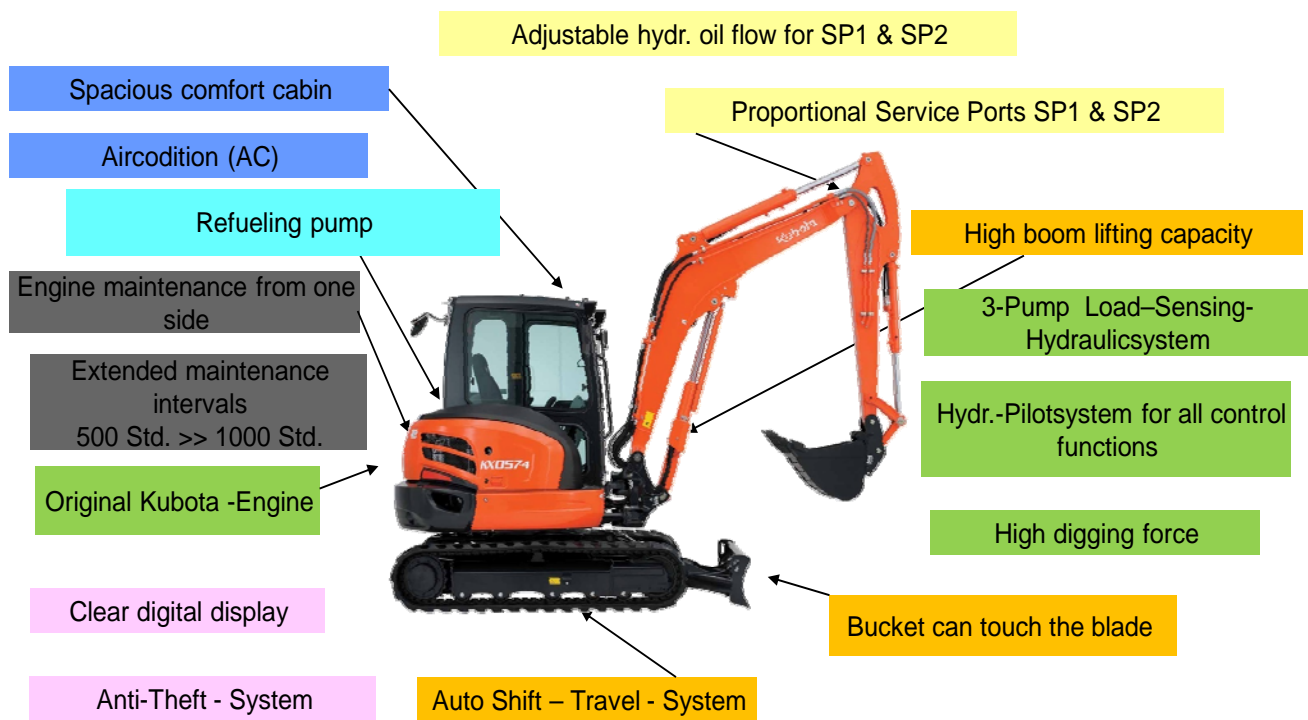 Adjustable hydr. oil flow for SP1 & SP2
Spacious comfort cabin
Proportional Service Ports SP1 & SP2
Aircodition (AC)
Refueling pump
High boom lifting capacity
Engine maintenance from one
side
3-Pump Load–Sensing-
Hydraulicsystem
Extended maintenance
intervals
500 Std. >> 1000 Std.
Hydr.-Pilotsystem for all control
functions
Original Kubota -Engine
High digging force
Clear digital display
Bucket can touch the blade
Anti-Theft - System
Auto Shift – Travel - System
Kubota
KX0574